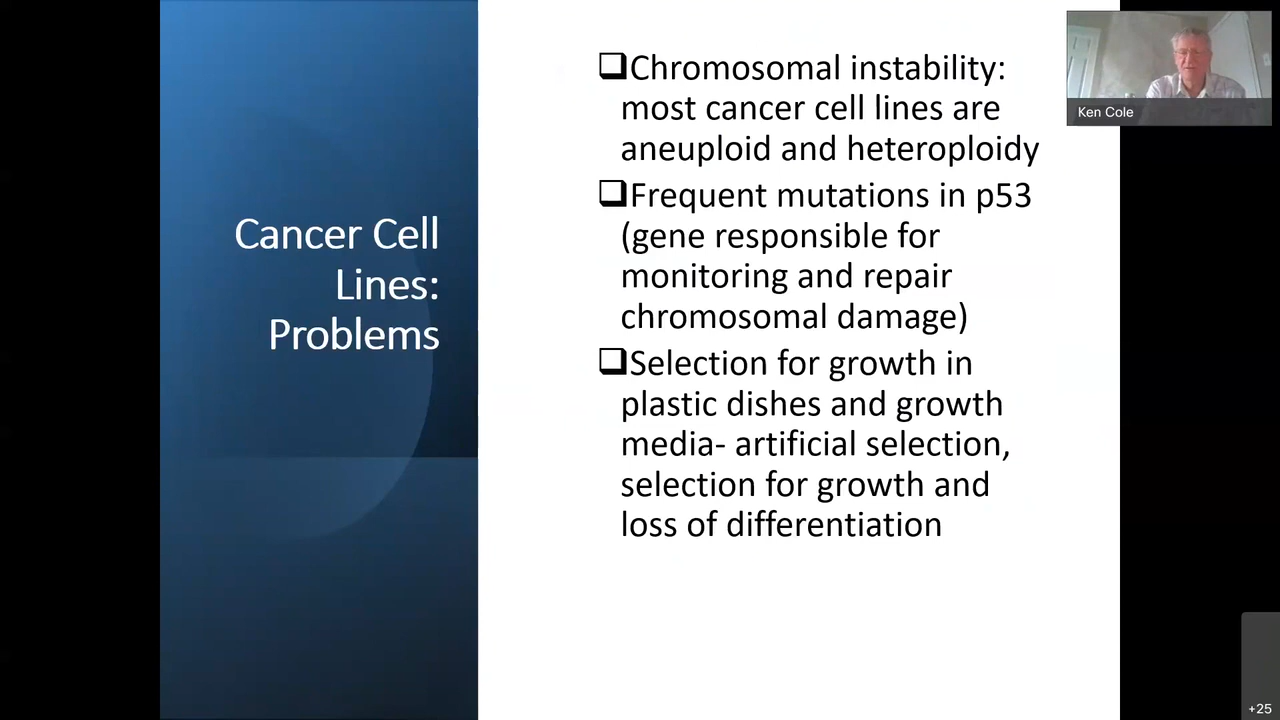 Cancer Cell
Lines:
Problems
❑Chromosomal instability:
most cancer cell lines are
aneuploid and heteroploidy
❑Frequent mutations in p53
(gene responsible for
monitoring and repair
chromosomal damage)
❑Selection for growth in
plastic dishes and growth
media- artificial selection,
selection for growth and
loss of differentiation
Ken Cole
+25